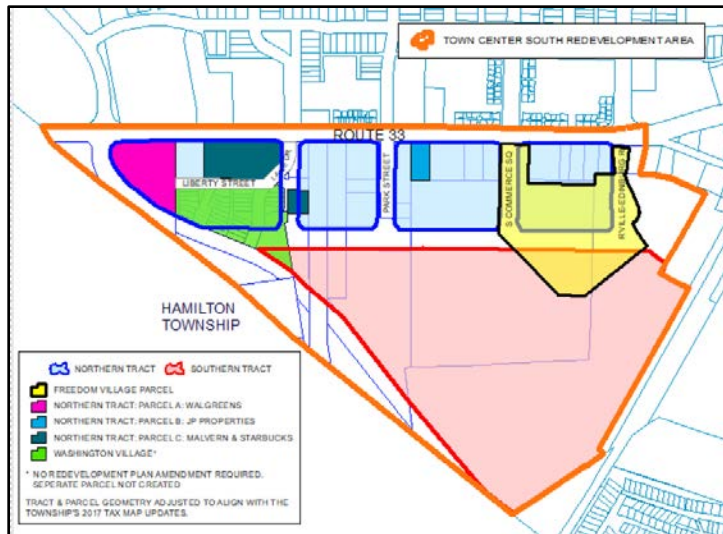 TOWN CENTER SOUTH REDEVELOPMENT AREA
ROUTE 33
LIBERTY STREET
PARK STREET
S COMMERCE SQ
HAMILTON
TOWNSHIP
NORTHERN TRACT SOUTHERN TRACT
FREEDOM VILLAGE PARCEL
NORTHERN TRACT: PARCEL A: WALGREENS
NORTHERN TRACT: PARCEL B: JP PROPERTIES
NORTHERN TRACT: PARCEL C: MALVERN & STARBUCKS
WASHINGTON VILLAGE*
* NO REDEVELOPMENT PLAN AMENDMENT REQUIRED.
SEPERATE PARCEL NOT CREATED
TRACT & PARCEL GEOMETRY ADJUSTED TO ALIGN WITH THE
TOWNSHIP'S 2017 TAX MAP UPDATES.